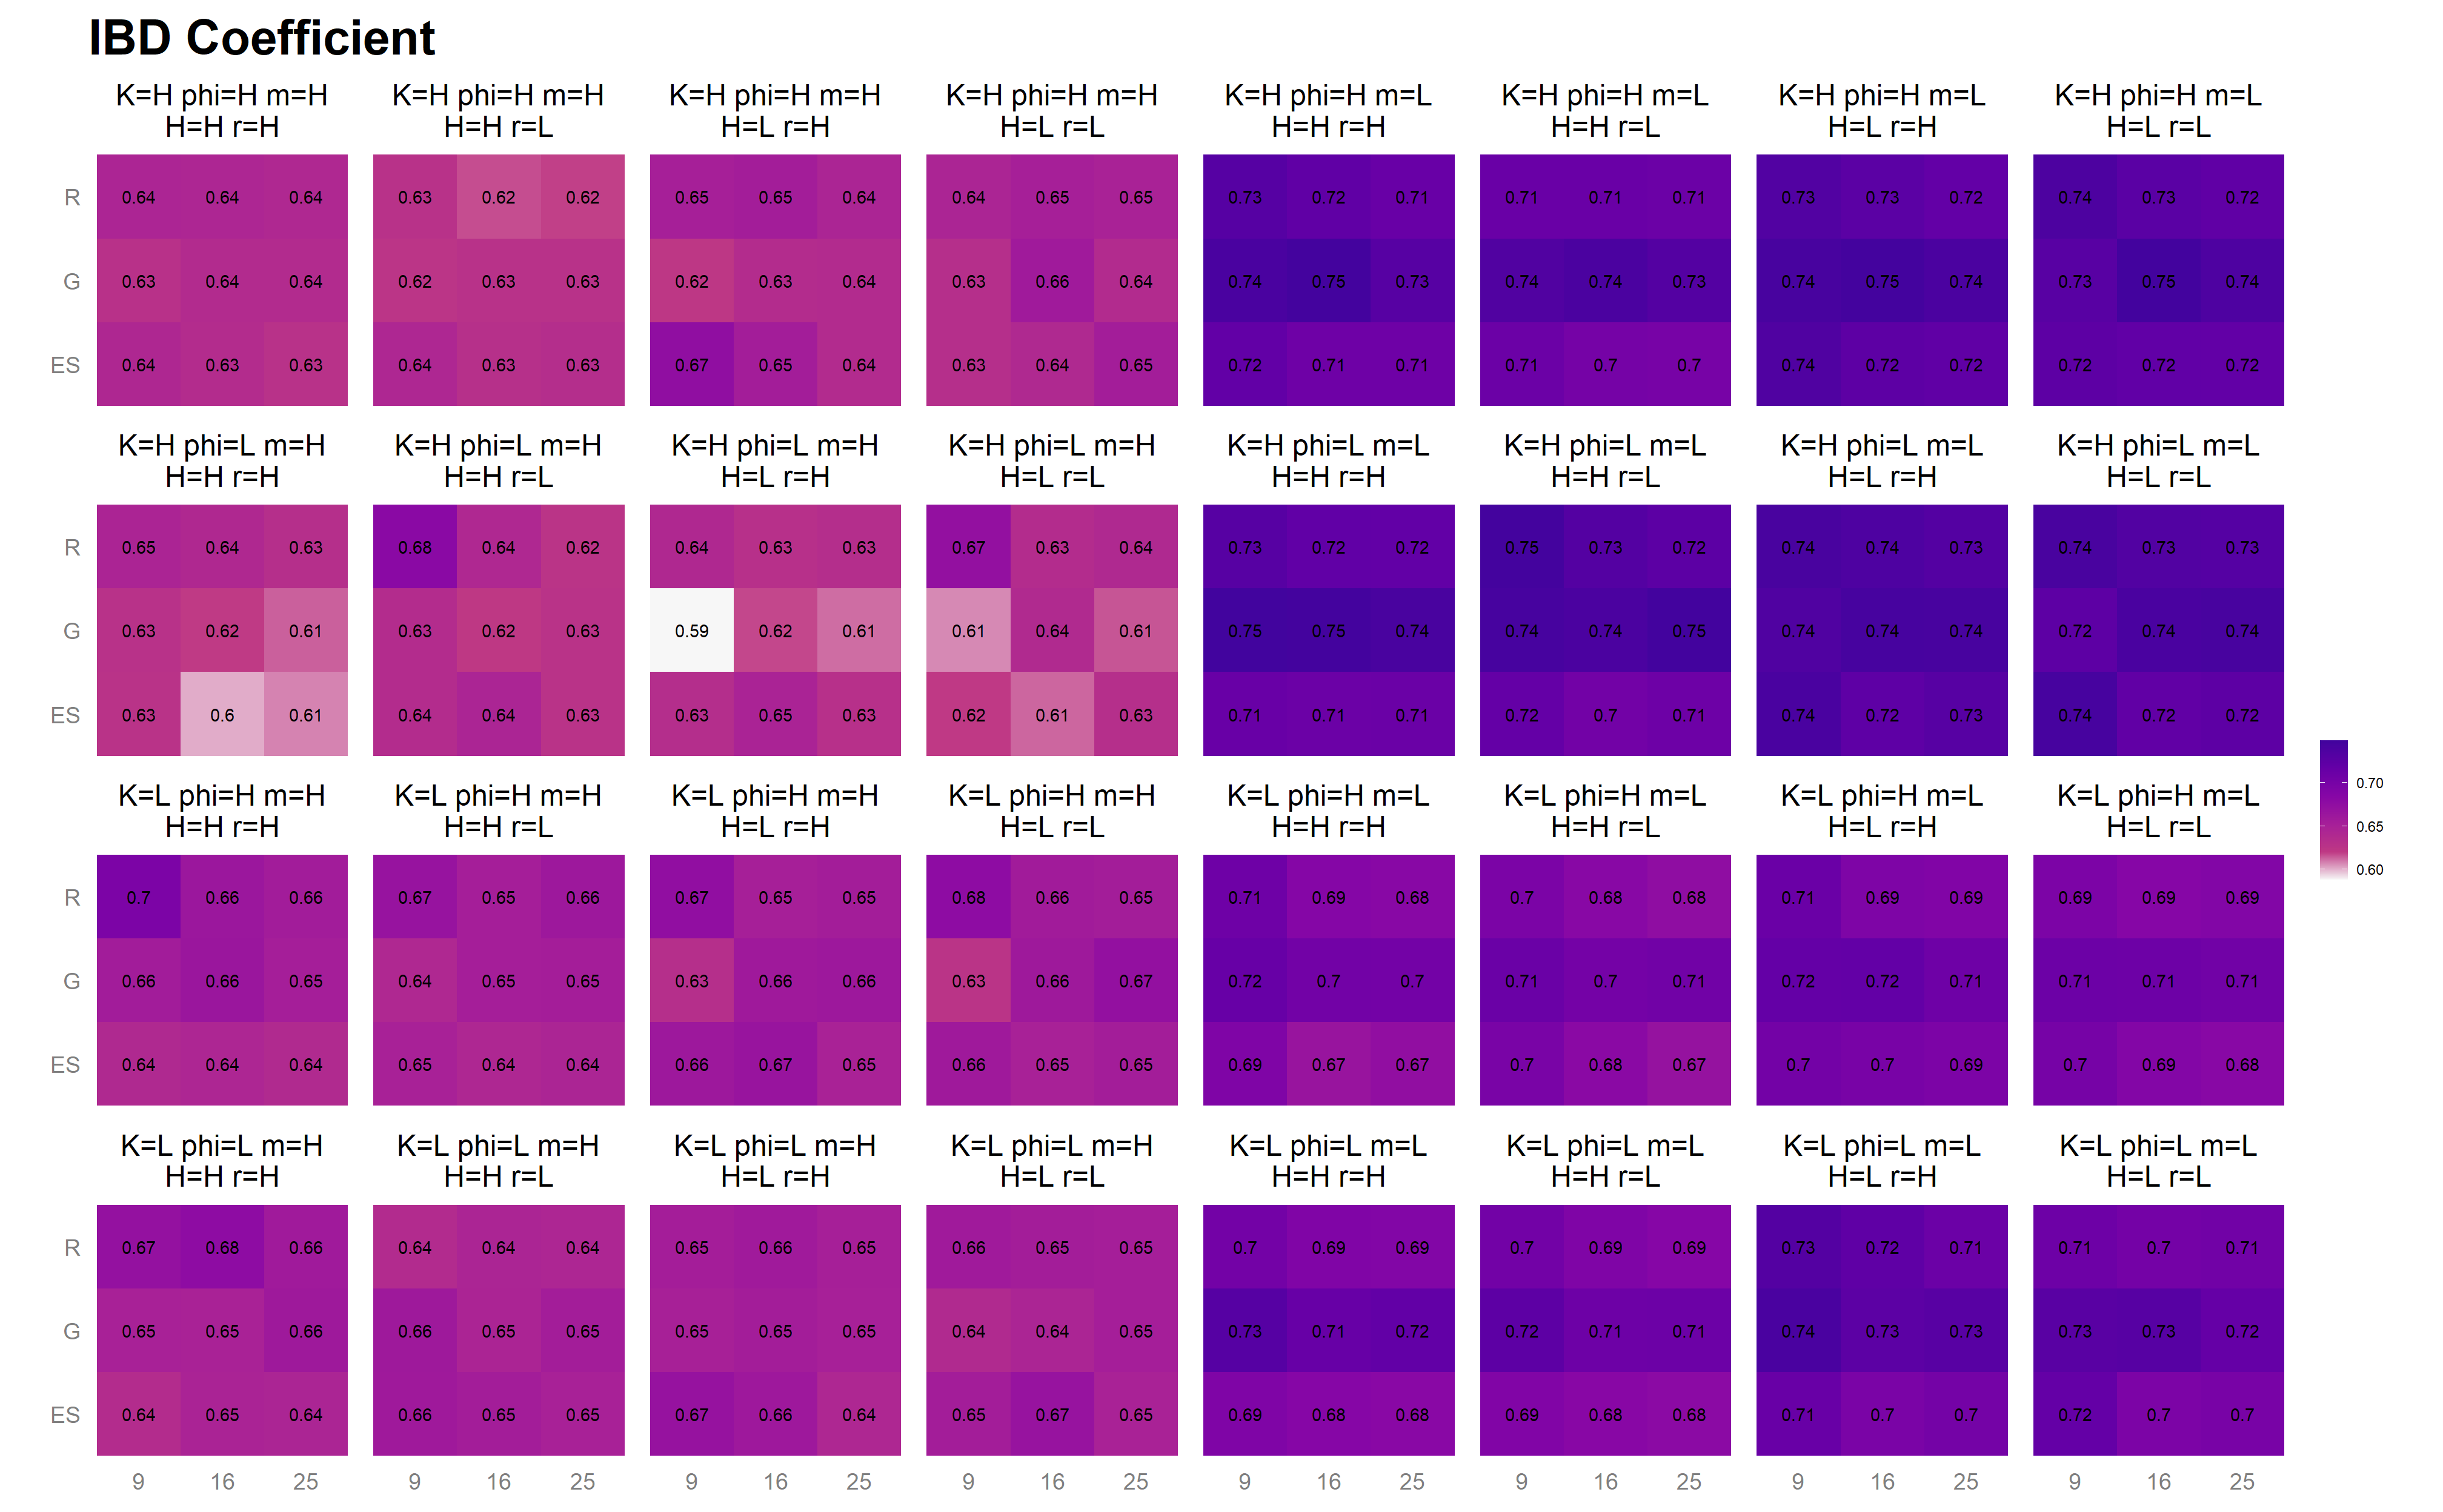 IBD Coefficient
K=H phi=H m=H K=H phi=H m=H K=H phi=H m=H K=H phi=H m=H K=H phi=H m=L K=H phi=H m=L K=H phi=H m=L K=H phi=H m=L
H=H r=H H=H r=L H=L r=H H=L r=L H=H r=H H=H r=L H=L r=H H=L r=L
R 0.64 0.64 0.64 0.63 0.62 0.62 0.65 0.65 0.64 0.64 0.65 0.65 0.73 0.72 0.71 0.71 0.71 0.71 0.73 0.73 0.72 0.74 0.73 0.72
G 0.63 0.64 0.64 0.62 0.63 0.63 0.62 0.63 0.64 0.63 0.66 0.64 0.74 0.75 0.73 0.74 0.74 0.73 0.74 0.75 0.74 0.73 0.75 0.74
ES 0.64 0.63 0.63 0.64 0.63 0.63 0.67 0.65 0.64 0.63 0.64 0.65 0.72 0.71 0.71 0.71 0.7 0.7 0.74 0.72 0.72 0.72 0.72 0.72
K=H phi=L m=H K=H phi=L m=H K=H phi=L m=H K=H phi=L m=H K=H phi=L m=L K=H phi=L m=L K=H phi=L m=L K=H phi=L m=L
H=H r=H H=H r=L H=L r=H H=L r=L H=H r=H H=H r=L H=L r=H H=L r=L
R 0.65 0.64 0.63 0.68 0.64 0.62 0.64 0.63 0.63 0.67 0.63 0.64 0.73 0.72 0.72 0.75 0.73 0.72 0.74 0.74 0.73 0.74 0.73 0.73
G 0.63 0.62 0.61 0.63 0.62 0.63 0.59 0.62 0.61 0.61 0.64 0.61 0.75 0.75 0.74 0.74 0.74 0.75 0.74 0.74 0.74 0.72 0.74 0.74
ES 0.63 0.6 0.61 0.64 0.64 0.63 0.63 0.65 0.63 0.62 0.61 0.63 0.71 0.71 0.71 0.72 0.7 0.71 0.74 0.72 0.73 0.74 0.72 0.72
0.70
0.65
0.60
K=L phi=H m=H K=L phi=H m=H K=L phi=H m=H K=L phi=H m=H K=L phi=H m=L K=L phi=H m=L K=L phi=H m=L K=L phi=H m=L
H=H r=H H=H r=L H=L r=H H=L r=L H=H r=H H=H r=L H=L r=H H=L r=L
R 0.7 0.66 0.66 0.67 0.65 0.66 0.67 0.65 0.65 0.68 0.66 0.65 0.71 0.69 0.68 0.7 0.68 0.68 0.71 0.69 0.69 0.69 0.69 0.69
G 0.66 0.66 0.65 0.64 0.65 0.65 0.63 0.66 0.66 0.63 0.66 0.67 0.72 0.7 0.7 0.71 0.7 0.71 0.72 0.72 0.71 0.71 0.71 0.71
ES 0.64 0.64 0.64 0.65 0.64 0.64 0.66 0.67 0.65 0.66 0.65 0.65 0.69 0.67 0.67 0.7 0.68 0.67 0.7 0.7 0.69 0.7 0.69 0.68
K=L phi=L m=H K=L phi=L m=H K=L phi=L m=H K=L phi=L m=H K=L phi=L m=L K=L phi=L m=L K=L phi=L m=L K=L phi=L m=L
H=H r=H H=H r=L H=L r=H H=L r=L H=H r=H H=H r=L H=L r=H H=L r=L
R 0.67 0.68 0.66 0.64 0.64 0.64 0.65 0.66 0.65 0.66 0.65 0.65 0.7 0.69 0.69 0.7 0.69 0.69 0.73 0.72 0.71 0.71 0.7 0.71
G 0.65 0.65 0.66 0.66 0.65 0.65 0.65 0.65 0.65 0.64 0.64 0.65 0.73 0.71 0.72 0.72 0.71 0.71 0.74 0.73 0.73 0.73 0.73 0.72
ES 0.64 0.65 0.64 0.66 0.65 0.65 0.67 0.66 0.64 0.65 0.67 0.65 0.69 0.68 0.68 0.69 0.68 0.68 0.71 0.7 0.7 0.72 0.7 0.7
9 16 25 9 16 25 9 16 25 9 16 25 9 16 25 9 16 25 9 16 25 9 16 25